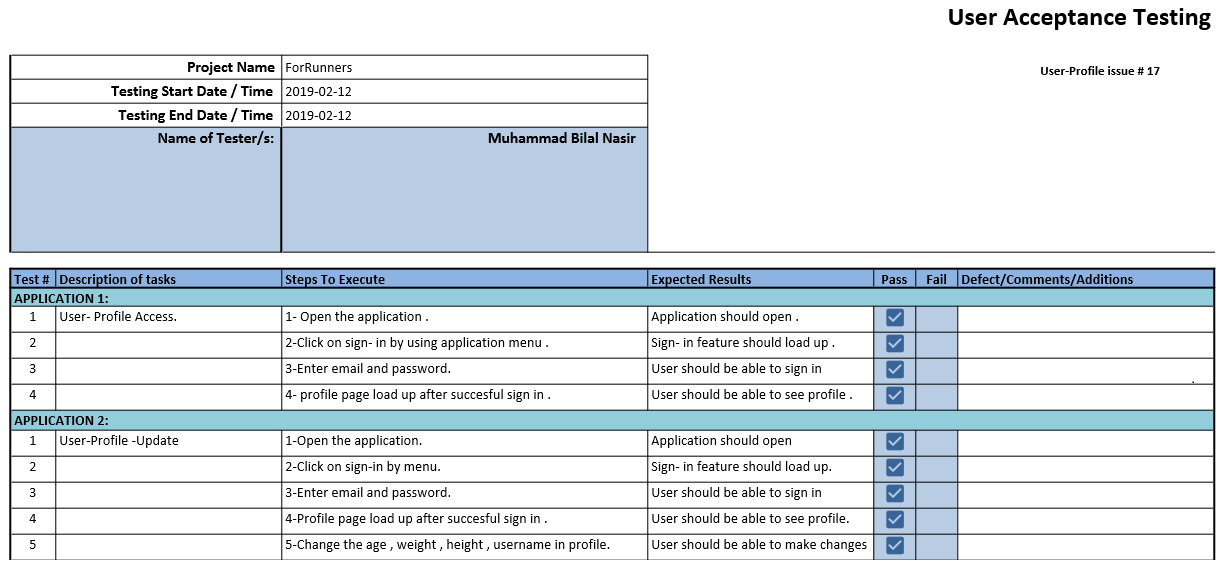 User Acceptance Testing
Project Name ForRunners
User-Profile issue # 17
Testing Start Date / Time 2019-02-12
Testing End Date / Time 2019-02-12
Name of Tester/s: Muhammad Bilal Nasir
Test # Description of tasks Steps To Execute Expected Results Pass Fail Defect/Comments/Additions
APPLICATION 1:
1 User- Profile Access. 1- Open the application . Application should open .
2 2-Click on sign- in by using application menu . Sign- in feature should load up .
3 3-Enter email and password. User should be able to sign in .
4 4- profile page load up after succesful sign in . User should be able to see profile .
APPLICATION 2:
1 User-Profile -Update 1-Open the application. Application should open
2 2-Click on sign-in by menu. Sign- in feature should load up.
3 3-Enter email and password. User should be able to sign in
4 4-Profile page load up after succesful sign in . User should be able to see profile.
5 5-Change the age , weight , height , username in profile. User should be able to make changes